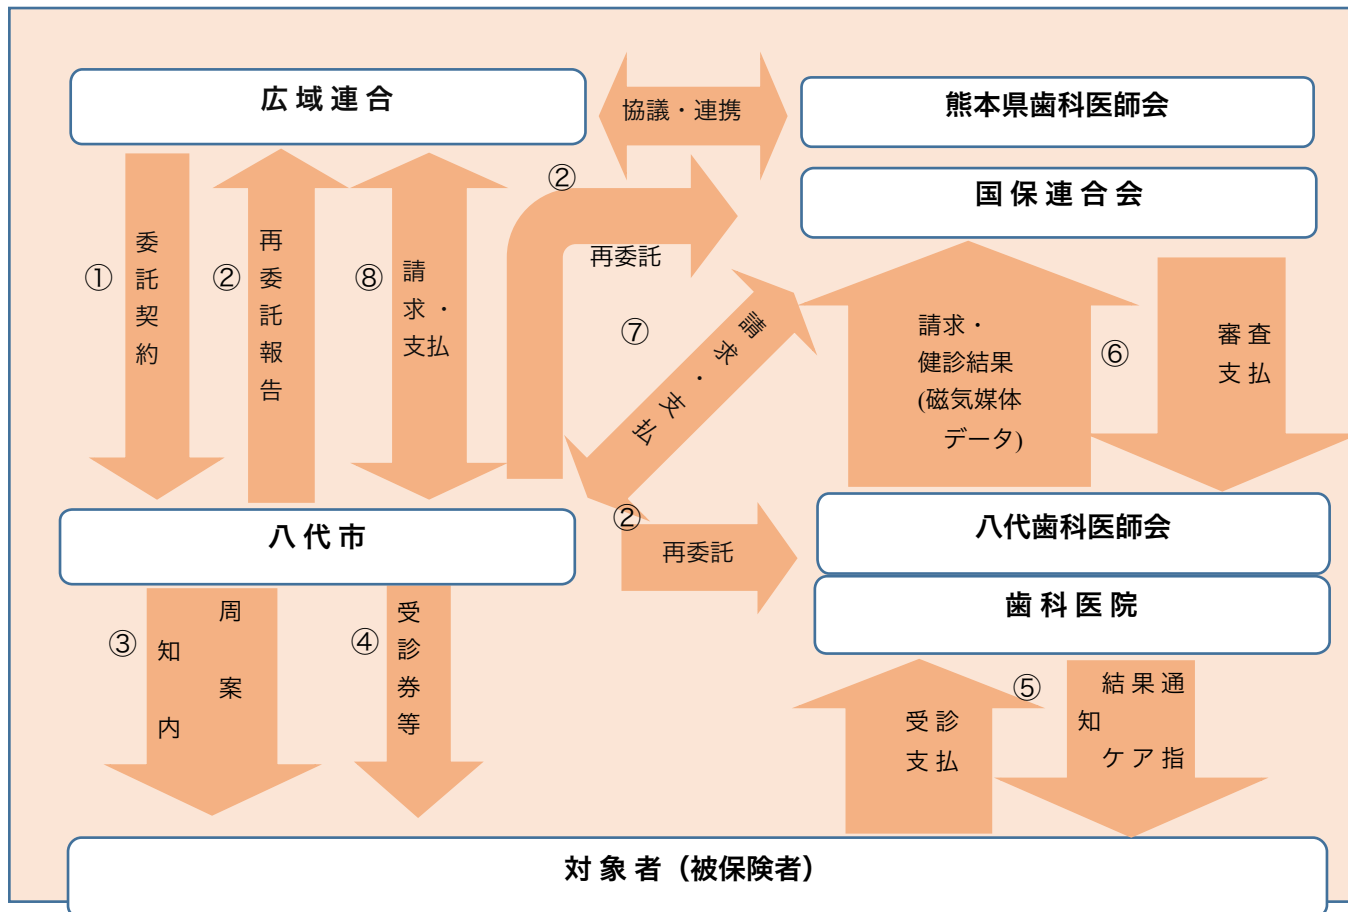 広域連合
協議・連携
熊本県歯科医師会
国保連合会
①
委託契約
②
再委託報告
⑧
請
求・
支払
②
再委託
⑦
請求・支払
請求・
健診結果
(磁気媒体
データ)
⑥
審査
支払
八代市
②
再委託
八代歯科医師会
歯科医院
③
周
知
案
内
④
受診券等
受診
支払
⑤
結果通
知
ケア指
対象者（被保険者）